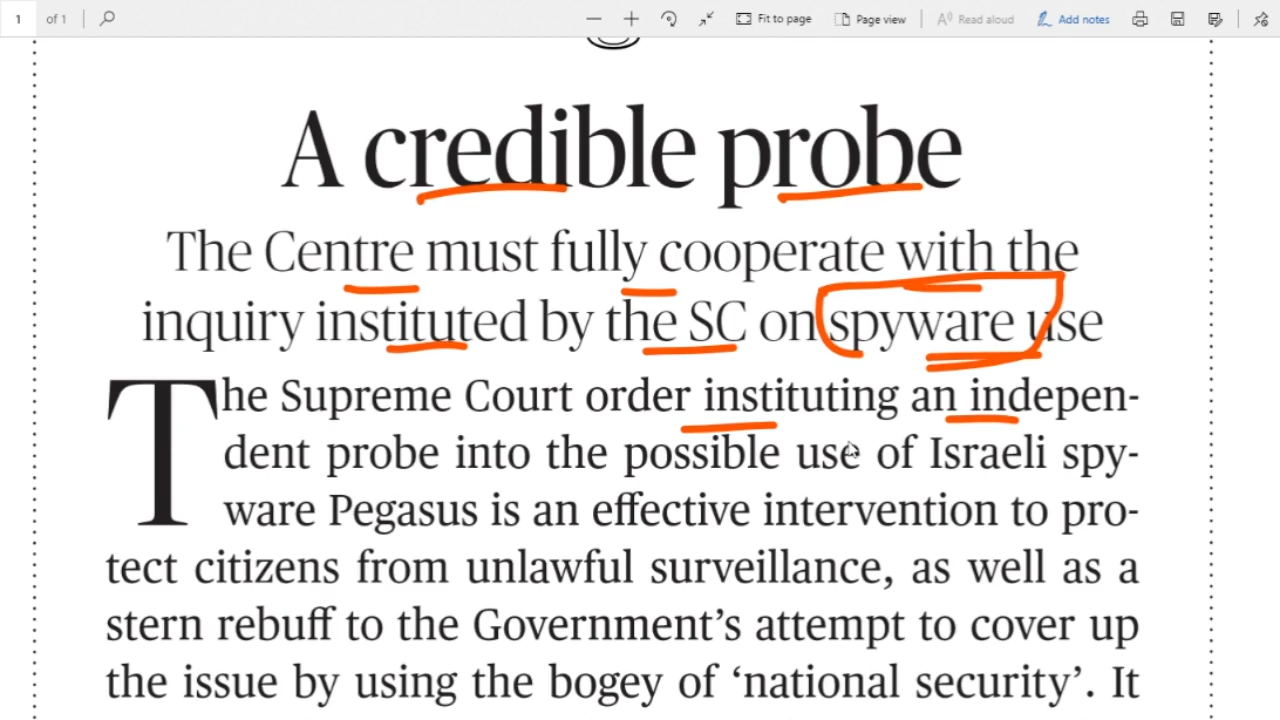 1 of 1 Fit to page Page view Read aloud Add notes
A credible probe
The Centre must fully cooperate with the
inquiry instituted by the SC on spyware use
The Supreme Court order instituting an indepen-
dent probe into the possible use of Israeli spy-
ware Pegasus is an effective intervention to pro-
tect citizens from unlawful surveillance, as well as a
stern rebuff to the Government’s attempt to cover up
the issue by using the bogey of ‘national security’. It